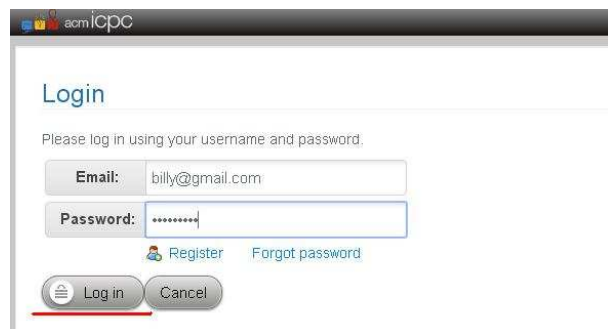 acm icpc
Login
Please log in using your username and password.
Email: billy@gmail.com
Password: •••••••••
Register Forgot password
Log in Cancel